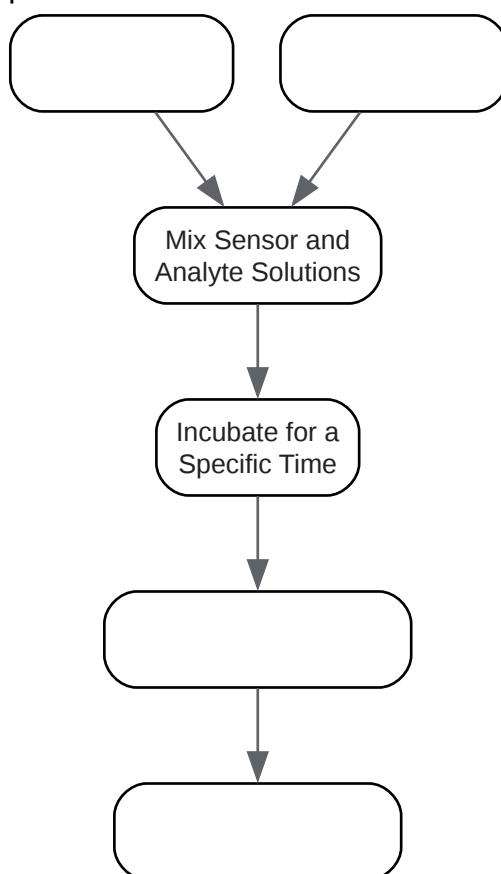 Mix Sensor and
Analyte Solutions
Incubate for a
Specific Time